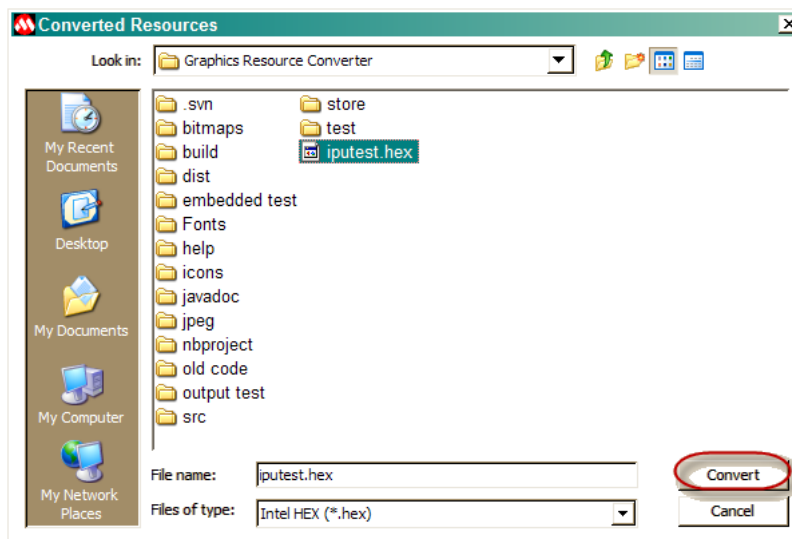 Converted Resources
Look in:
Graphics Resource Converter
My Recent
Documents
Desktop
My Documents
My Computer
My Network
Places
.svn
bitmaps
build
dist
embedded test
Fonts
help
icons
javadoc
jpeg
nbproject
old code
output test
src
store
test
iputest.hex
File name:
iputest.hex
Convert
Files of type:
Intel HEX (*.hex)
Cancel